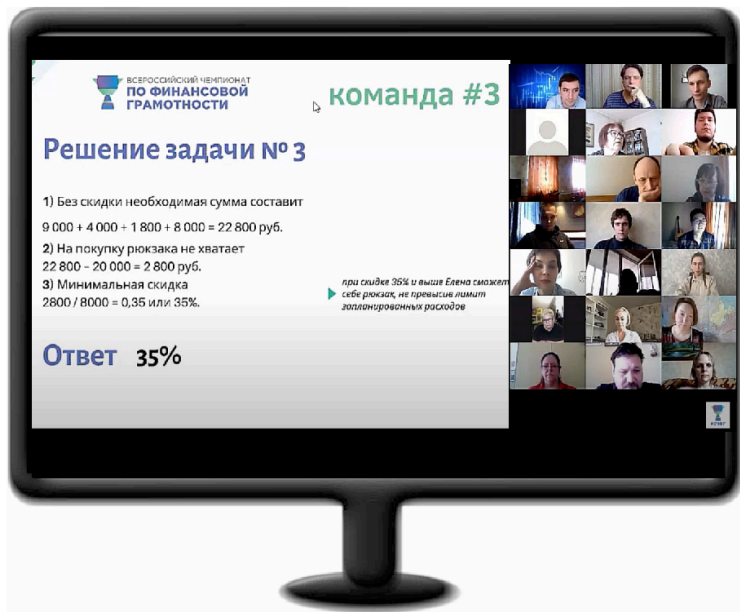 ВСЕРОССИЙСКИЙ ЧЕМПИОНАТ
ПО ФИНАНСОВОЙ
ГРАМОТНОСТИ
команда #3
Решение задачи № 3
1) Без скидки необходимая сумма составит
9 000 + 4 000 + 1 800 + 8 000 = 22 800 руб.
2) На покупку рюкзака не хватает
22 800 – 20 000 = 2 800 руб.
3) Минимальная скидка
2800 / 8000 = 0,35 или 35%.
при скидке 35% и выше Елена сможет
себе рюкзак, не превысив лимит
запланированных расходов
Ответ 35%